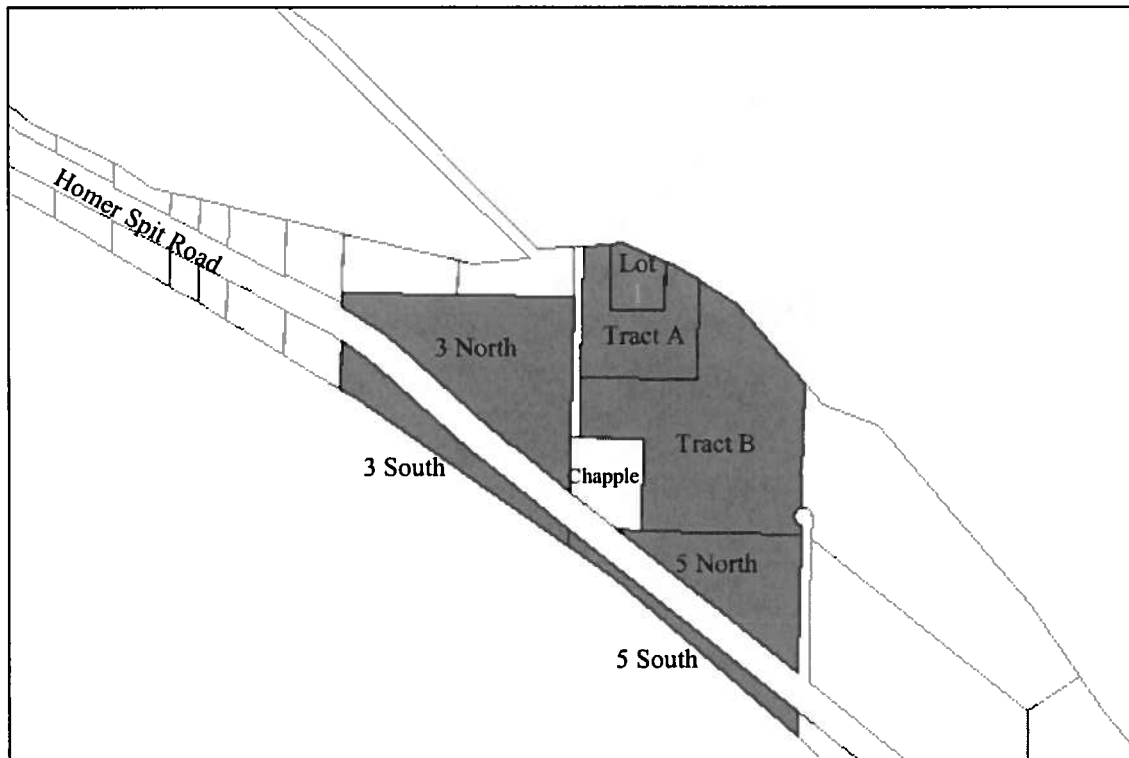 Homer Spit Road
Lot
1
3 North
Tract A
Tract B
3 South
Chapple
5 North
5 South